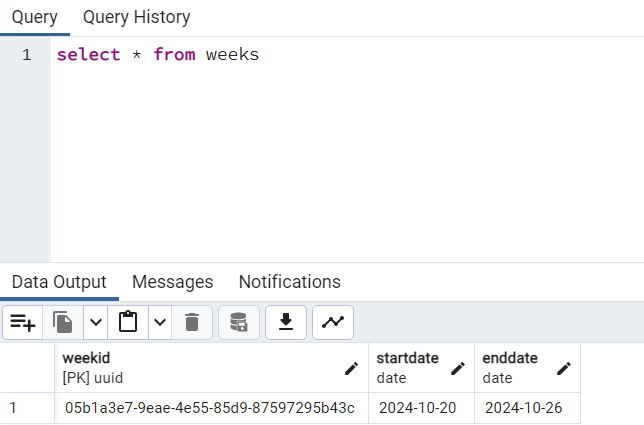 Query Query History
1 select * from weeks
Data Output Messages Notifications
weekid startdate enddate
[PK] uuid date date
1 05b1a3e7-9eae-4e55-85d9-87597295b43c 2024-10-20 2024-10-26